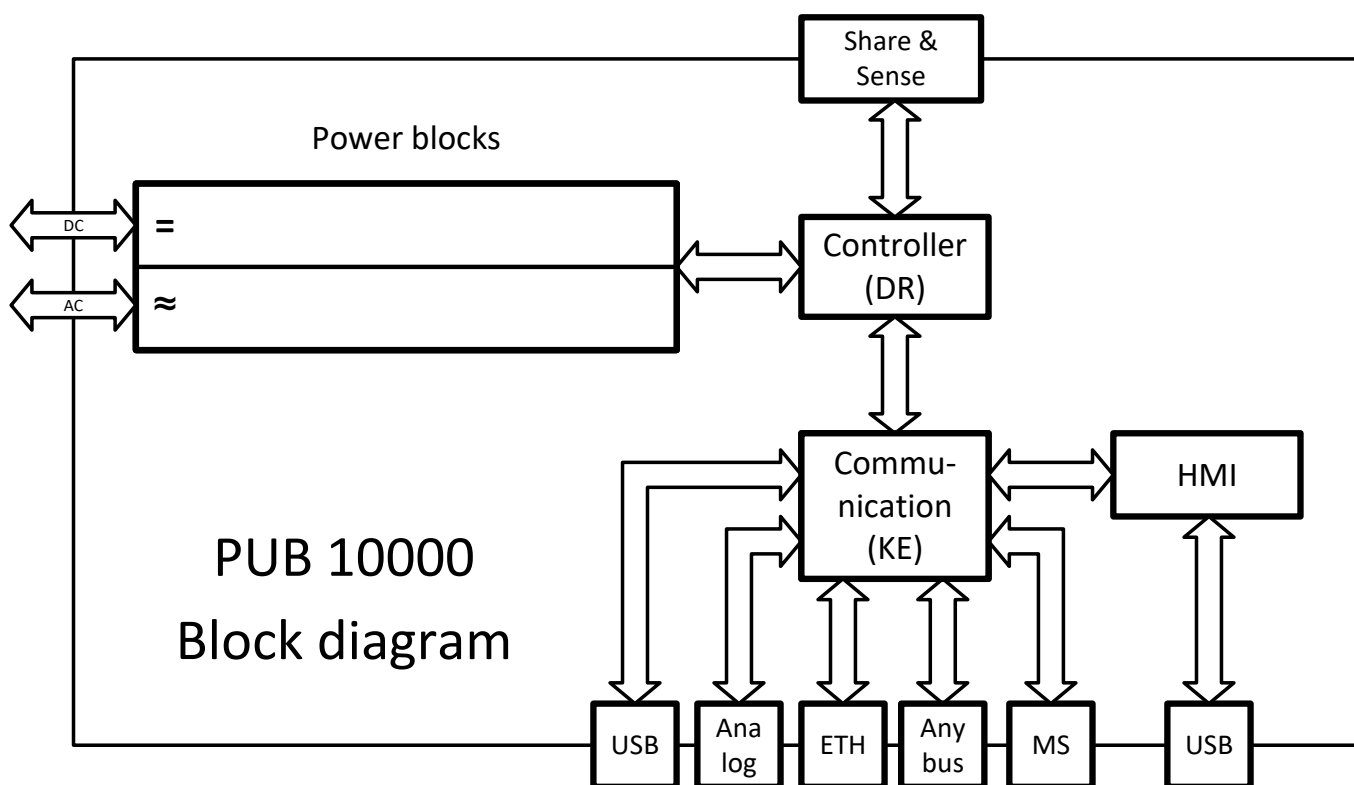 Share &
Sense
Power blocks
DC
=
Controller
(DR)
AC
≈
Commu-
nication
(KE)
HMI
PUB 10000
Block diagram
USB
Ana
log
ETH
Any
bus
MS
USB